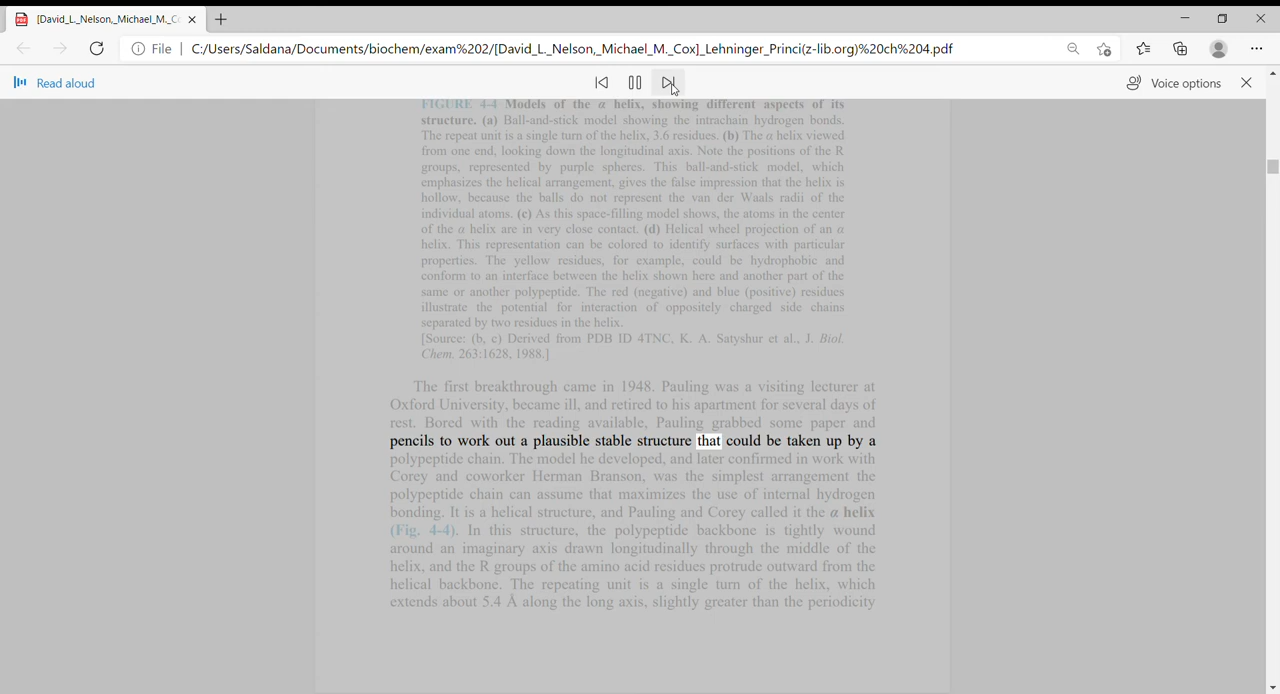 [David_L._Nelson,_Michael_M._C
File | C:/Users/Saldana/Documents/biochem/exam%202/[David_L._Nelson,_Michael_M._Cox]_Lehninger_Princi(z-lib.org)%20ch%204.pdf
Read aloud
Voice options
FIGURE 4-4 Models of the α helix, showing different aspects of its
structure. (a) Ball-and-stick model showing the intrachain hydrogen bonds.
The repeat unit is a single turn of the helix, 3.6 residues. (b) The α helix viewed
from one end, looking down the longitudinal axis. Note the positions of the R
groups, represented by purple spheres. This ball-and-stick model, which
emphasizes the helical arrangement, gives the false impression that the helix is
hollow, because the balls do not represent the van der Waals radii of the
individual atoms. (c) As this space-filling model shows, the atoms in the center
of the α helix are in very close contact. (d) Helical wheel projection of an α
helix. This representation can be colored to identify surfaces with particular
properties. The yellow residues, for example, could be hydrophobic and
conform to an interface between the helix shown here and another part of the
same or another polypeptide. The red (negative) and blue (positive) residues
illustrate the potential for interaction of oppositely charged side chains
separated by two residues in the helix.
[Source: (b, c) Derived from PDB ID 4TNC, K. A. Satyshur et al., J. Biol.
Chem. 263:1628, 1988.]
The first breakthrough came in 1948. Pauling was a visiting lecturer at
Oxford University, became ill, and retired to his apartment for several days of
rest. Bored with the reading available, Pauling grabbed some paper and
pencils to work out a plausible stable structure that could be taken up by a
polypeptide chain. The model he developed, and later confirmed in work with
Corey and coworker Herman Branson, was the simplest arrangement the
polypeptide chain can assume that maximizes the use of internal hydrogen
bonding. It is a helical structure, and Pauling and Corey called it the α helix
(Fig. 4-4). In this structure, the polypeptide backbone is tightly wound
around an imaginary axis drawn longitudinally through the middle of the
helix, and the R groups of the amino acid residues protrude outward from the
helical backbone. The repeating unit is a single turn of the helix, which
extends about 5.4 Å along the long axis, slightly greater than the periodicity